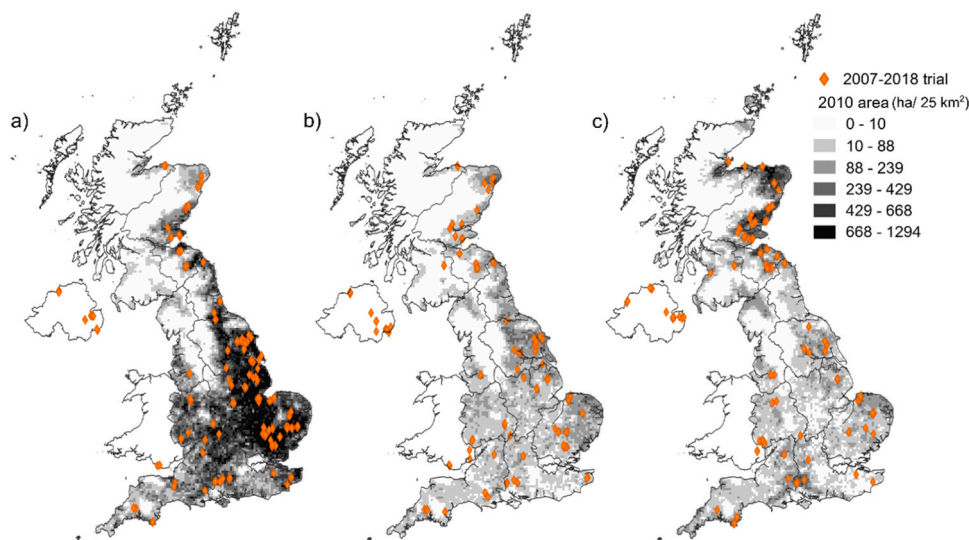 a)
b)
c)
2007-2018 trial
2010 area (ha/ 25 km²)
0 - 10
10 - 88
88 - 239
239 - 429
429 - 668
668 - 1294